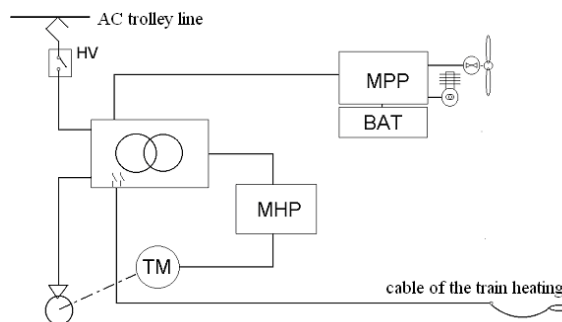 AC trolley line
HV
MPP
BAT
MHP
TM
cable of the train heating